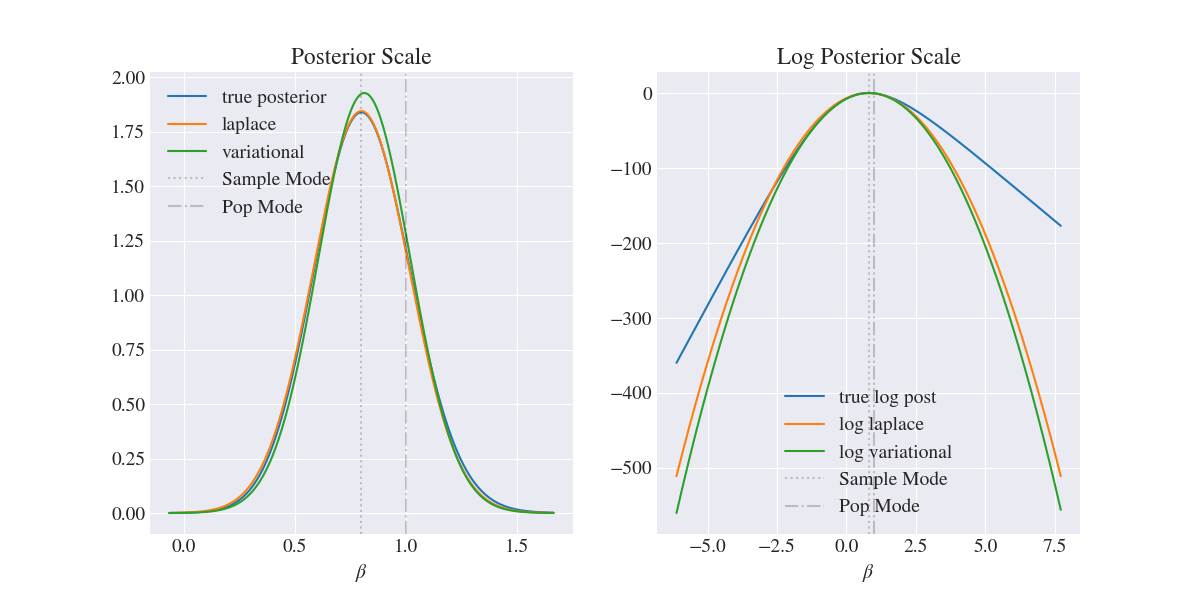 Posterior Scale
2.00
1.75
1.50
1.25
1.00
0.75
0.50
0.25
0.00
true posterior
laplace
variational
Sample Mode
Pop Mode
0.0 0.5 1.0 1.5
β
Log Posterior Scale
0
−100
−200
−300
−400
−500
true log post
log laplace
log variational
Sample Mode
Pop Mode
−5.0 −2.5 0.0 2.5 5.0 7.5
β